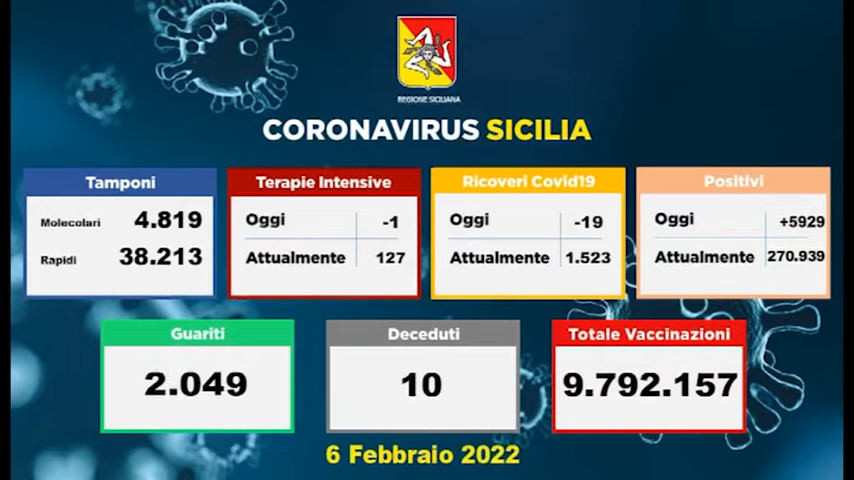 REGIONE SICILIANA
CORONAVIRUS SICILIA
Tamponi
Molecolari 4.819
Rapidi 38.213
Terapie Intensive
Oggi -1
Attualmente 127
Ricoveri Covid19
Oggi -19
Attualmente 1.523
Positivi
Oggi +5929
Attualmente 270.939
Guariti
2.049
Deceduti
10
Totale Vaccinazioni
9.792.157
6 Febbraio 2022